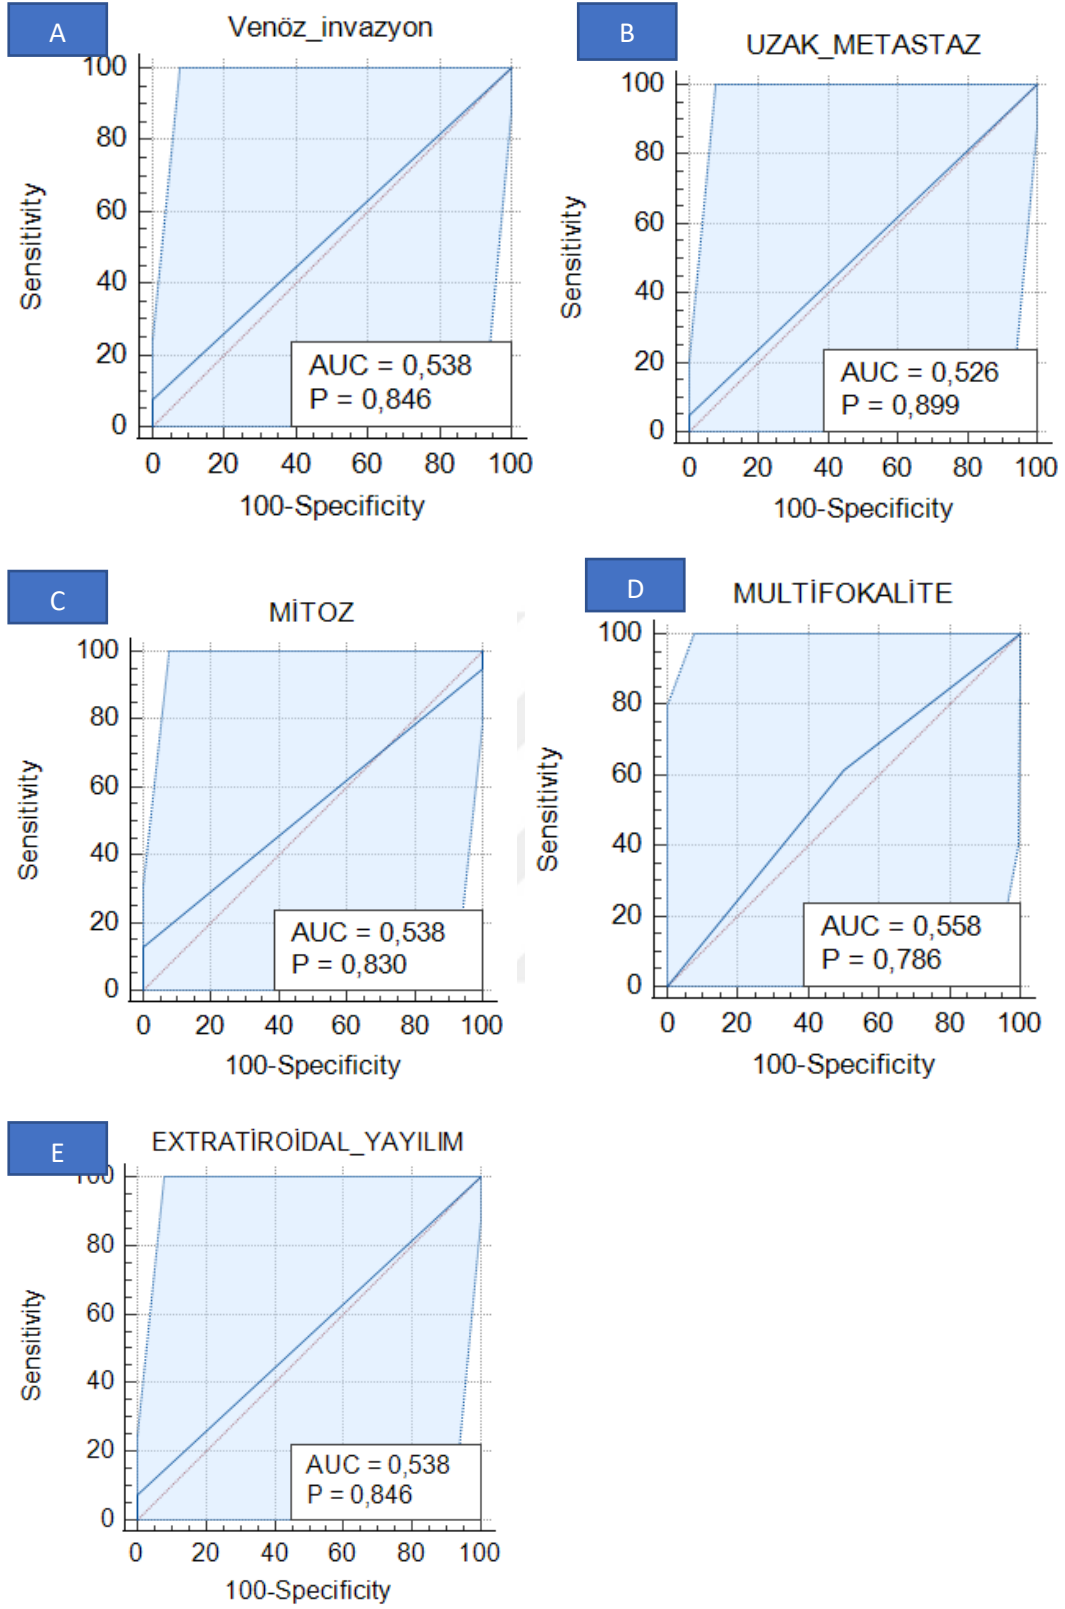 A
Venöz_invazyon
100
80
60
40
20
0
Sensitivity
AUC = 0,538
P = 0,846
0 20 40 60 80 100
100-Specificity
B
UZAK_METASTAZ
100
80
60
40
20
0
Sensitivity
AUC = 0,526
P = 0,899
0 20 40 60 80 100
100-Specificity
C
MİTOZ
100
80
60
40
20
0
Sensitivity
AUC = 0,538
P = 0,830
0 20 40 60 80 100
100-Specificity
D
MULTİFOKALİTE
100
80
60
40
20
0
Sensitivity
AUC = 0,558
P = 0,786
0 20 40 60 80 100
100-Specificity
E
EXTRATİROİDAL_YAYILIM
100
80
60
40
20
0
Sensitivity
AUC = 0,538
P = 0,846
0 20 40 60 80 100
100-Specificity